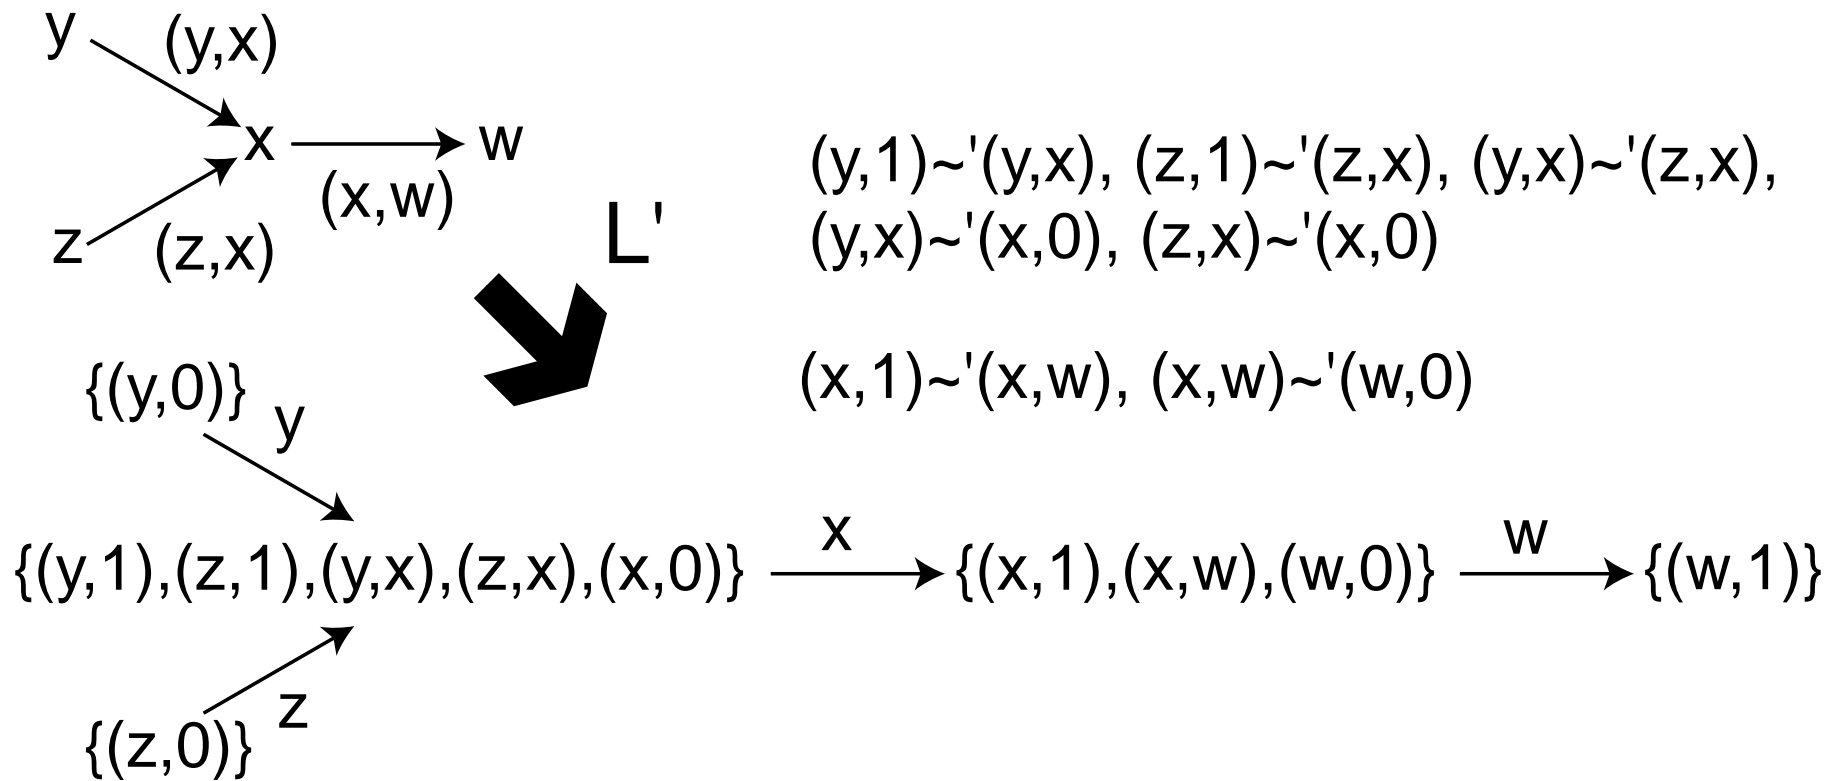 y (y,x)
x w
(x,w)
z (z,x)
L'
(y,1)~'(y,x), (z,1)~'(z,x), (y,x)~'(z,x),
(y,x)~'(x,0), (z,x)~'(x,0)
(x,1)~'(x,w), (x,w)~'(w,0)
{(y,0)} y
{(y,1),(z,1),(y,x),(z,x),(x,0)} x {(x,1),(x,w),(w,0)} w {(w,1)}
{(z,0)} z